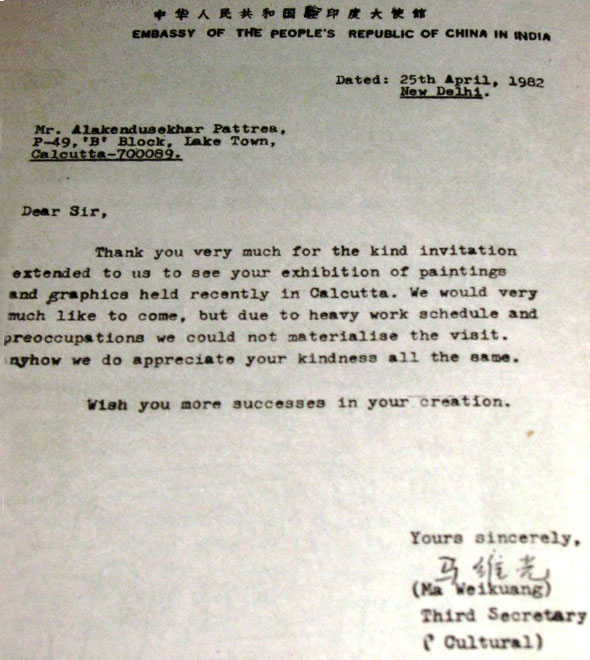 中华人民共和国驻印度大使馆
EMBASSY OF THE PEOPLE'S REPUBLIC OF CHINA IN INDIA
Dated: 25th April, 1982
New Delhi.
Mr. Alakendusekhar Pattrea,
P-49,'B' Block, Lake Town,
Calcutta-700089.
Dear Sir,
Thank you very much for the kind invitation
extended to us to see your exhibition of paintings
and graphics held recently in Calcutta. We would very
much like to come, but due to heavy work schedule and
preoccupations we could not materialise the visit.
nyhow we do appreciate your kindness all the same.
Wish you more successes in your creation.
Yours sincerely,
马维光
(Ma Weikuang)
Third Secretary
(' Cultural)